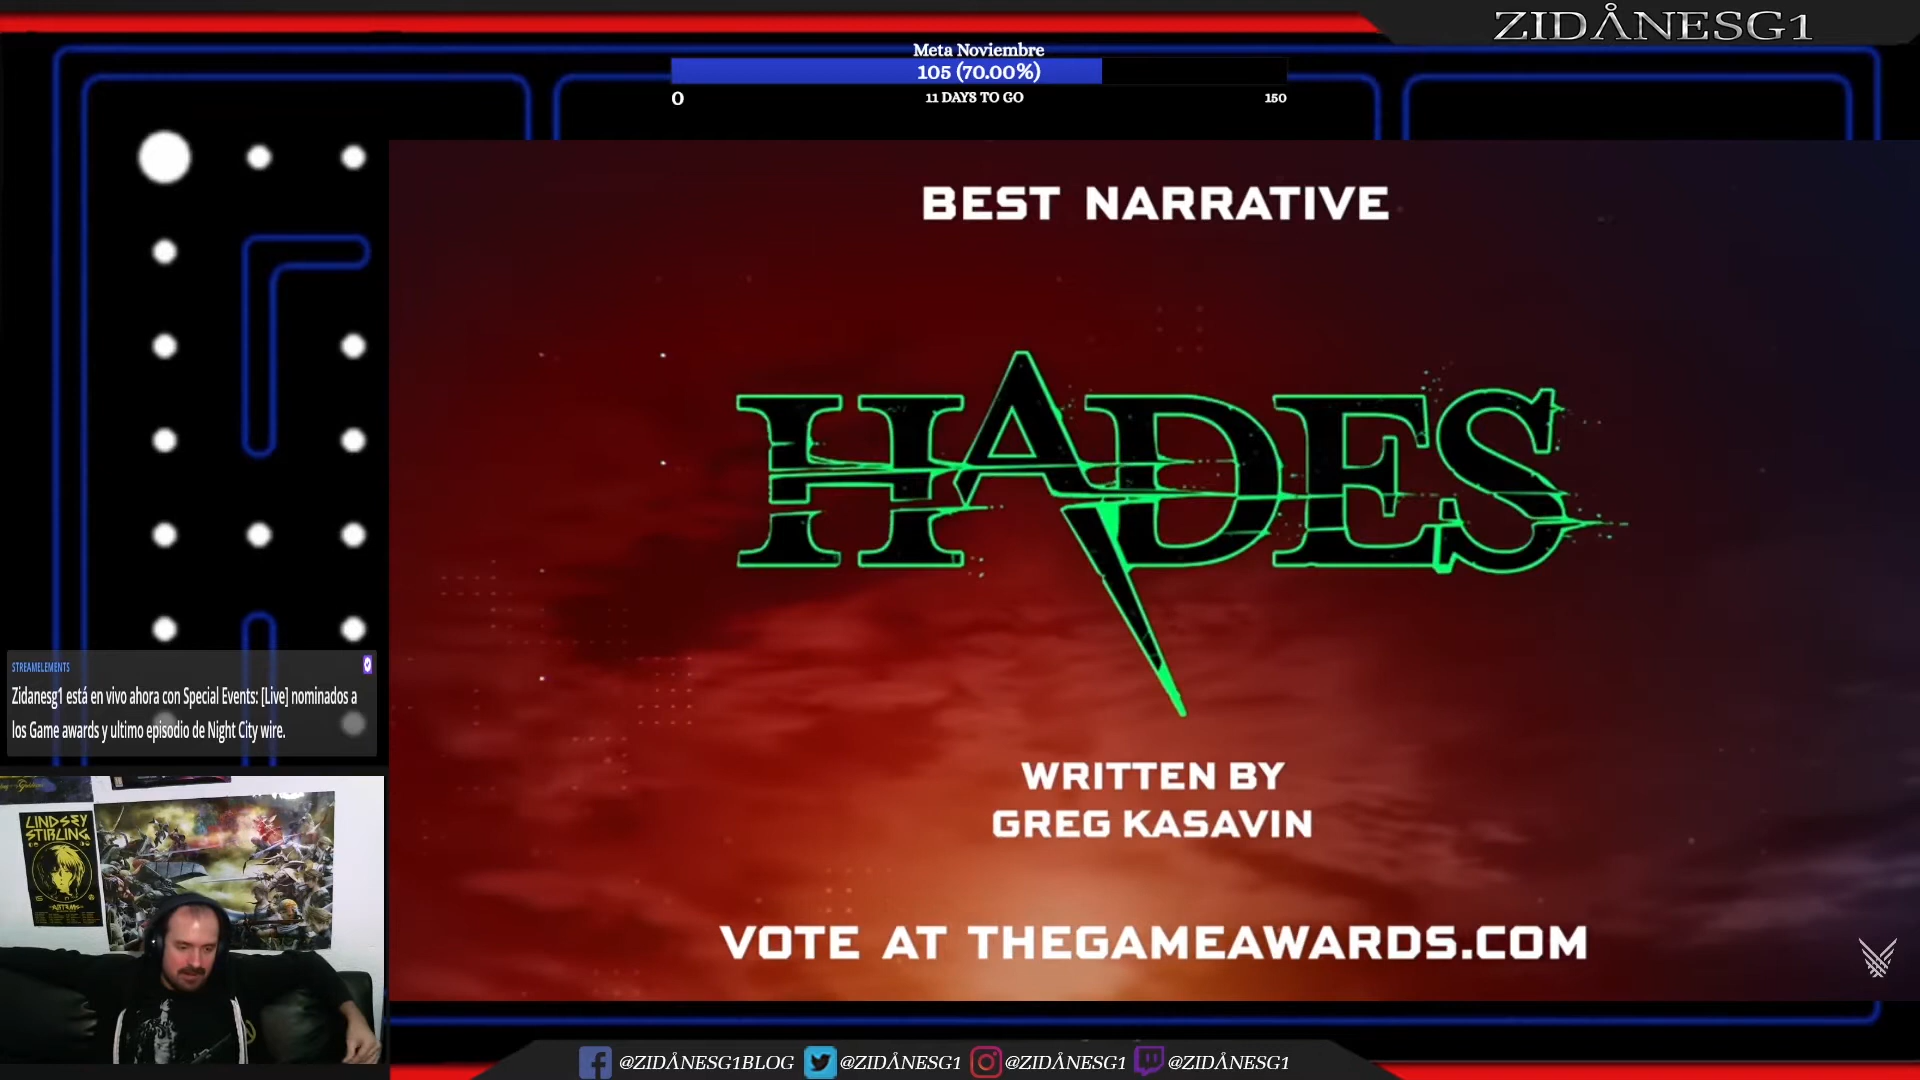 ZIDÅNESG1
Meta Noviembre
105 (70.00%)
0
11 DAYS TO GO
150
BEST NARRATIVE
HADES
WRITTEN BY
GREG KASAVIN
VOTE AT THEGAMEAWARDS.COM
STREAMELEMENTS
Zidanesg1 está en vivo ahora con Special Events: [Live] nominados a
los Game awards y ultimo episodio de Night City wire.
LINDSEY
STIRLING
@ZIDÅNESG1BLOG
@ZIDÅNESG1
@ZIDÅNESG1
@ZIDÅNESG1